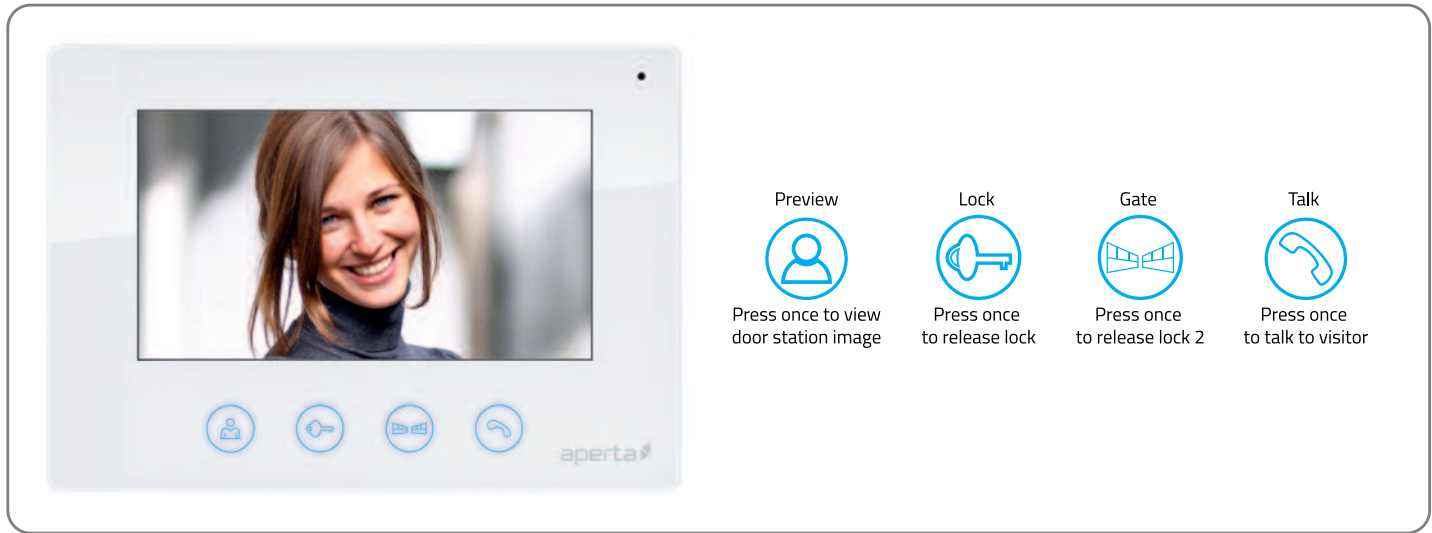 aperta
Preview
Lock
Gate
Talk
Press once to view
door station image
Press once
to release lock
Press once
to release lock 2
Press once
to talk to visitor